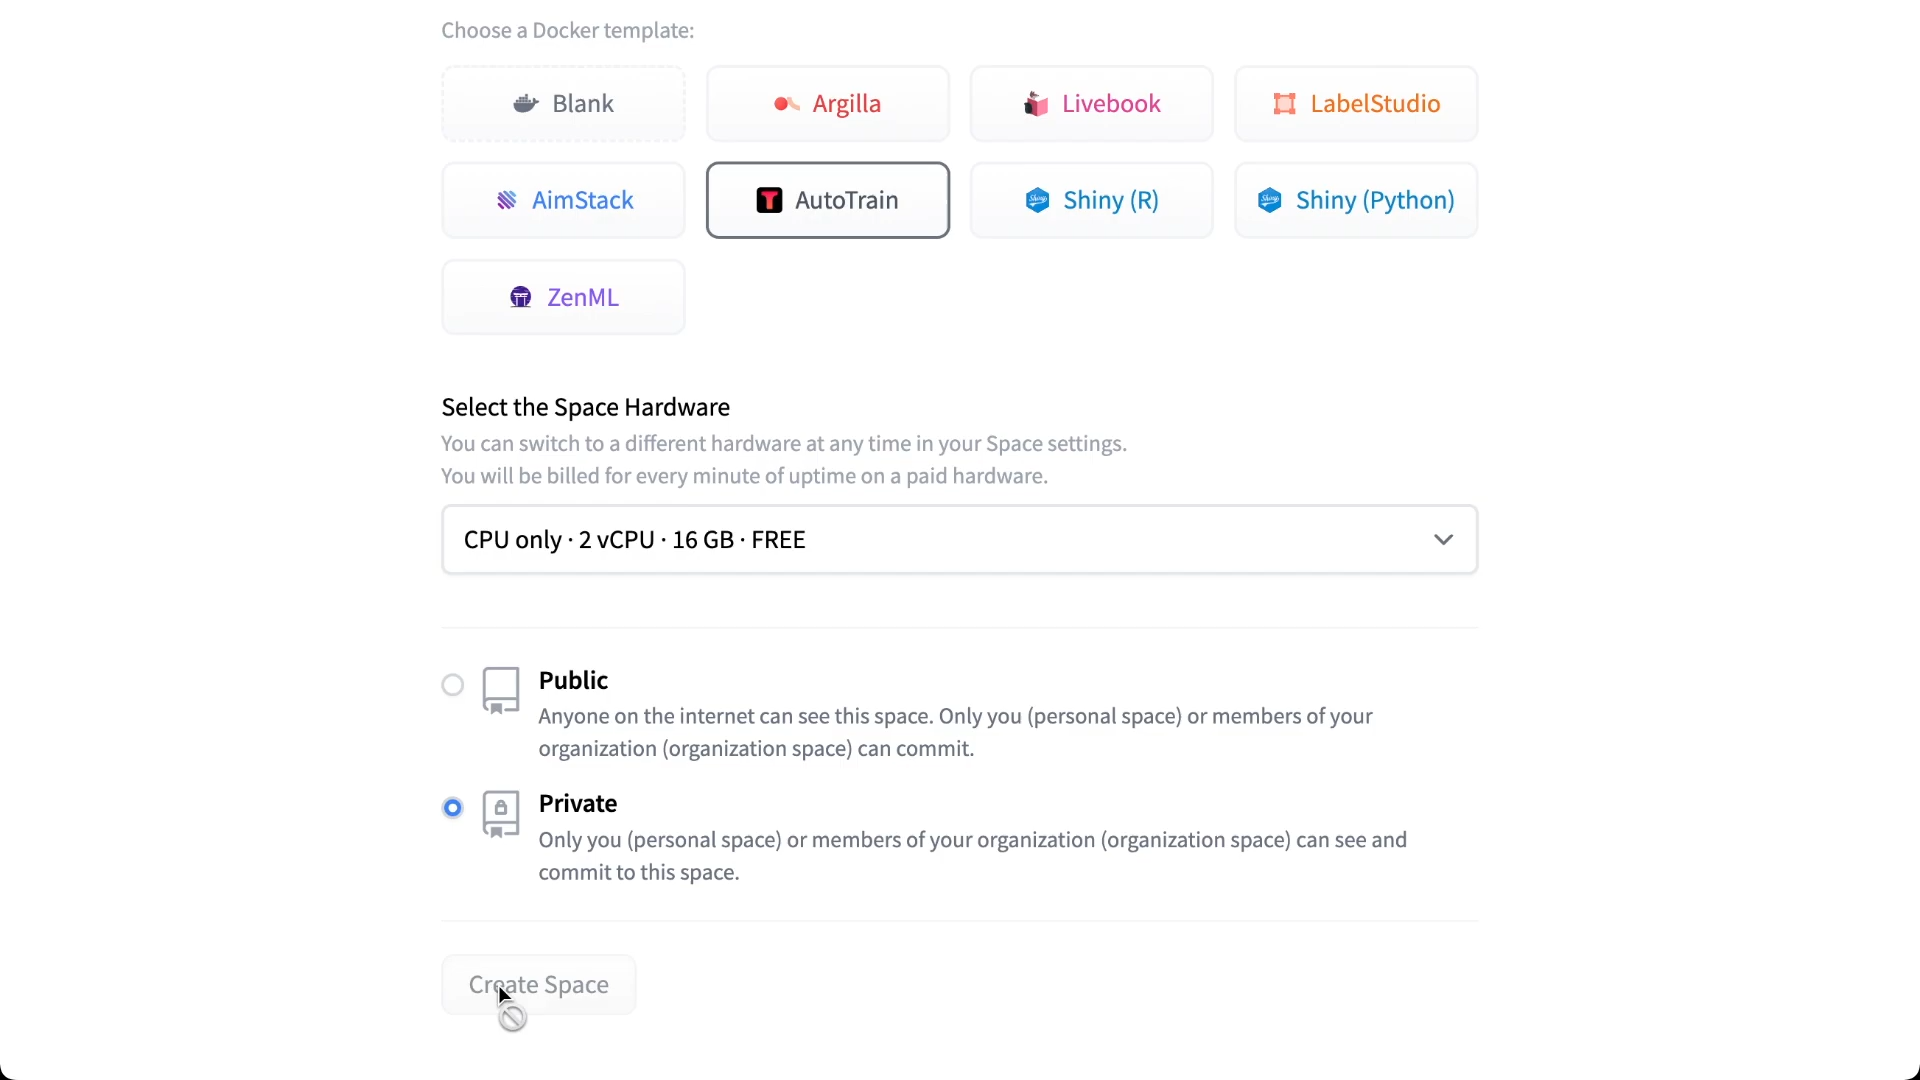 Choose a Docker template:
Blank
Argilla
Livebook
LabelStudio
AimStack
AutoTrain
Shiny (R)
Shiny (Python)
ZenML
Select the Space Hardware
You can switch to a different hardware at any time in your Space settings.
You will be billed for every minute of uptime on a paid hardware.
CPU only · 2 vCPU · 16 GB · FREE
Public
Anyone on the internet can see this space. Only you (personal space) or members of your
organization (organization space) can commit.
Private
Only you (personal space) or members of your organization (organization space) can see and
commit to this space.
Create Space